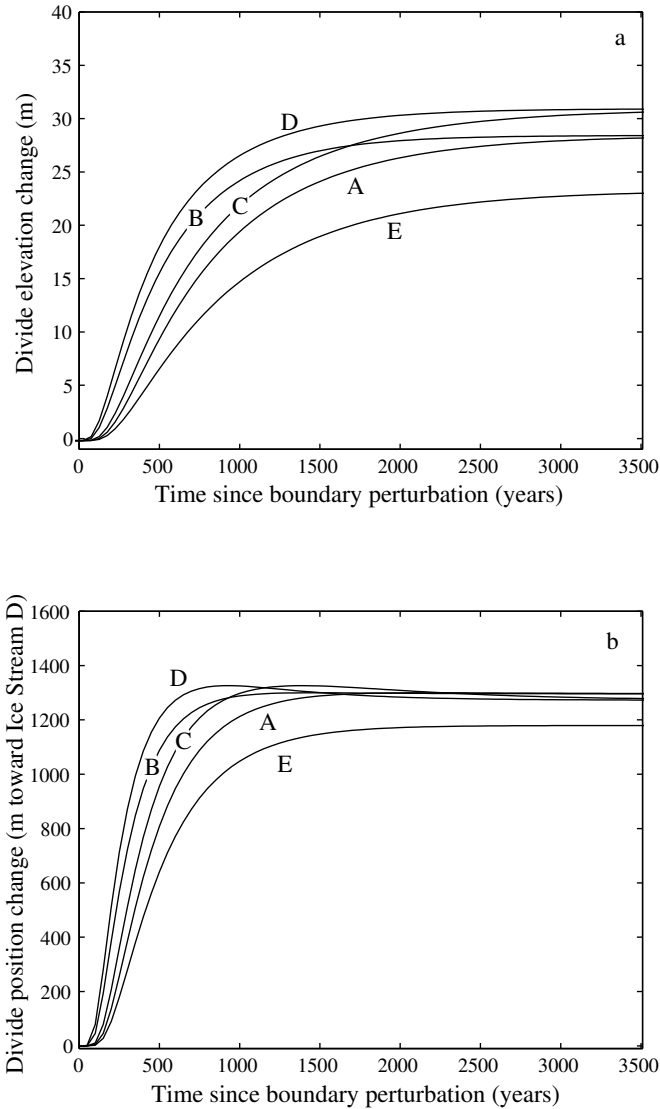 a
40
35
30
25
20
15
10
5
0
Divide elevation change (m)
D
B
C
A
E
0 500 1000 1500 2000 2500 3000 3500
Time since boundary perturbation (years)
b
1600
1400
1200
1000
800
600
400
200
0
Divide position change (m toward Ice Stream D)
D
B
C
A
E
0 500 1000 1500 2000 2500 3000 3500
Time since boundary perturbation (years)